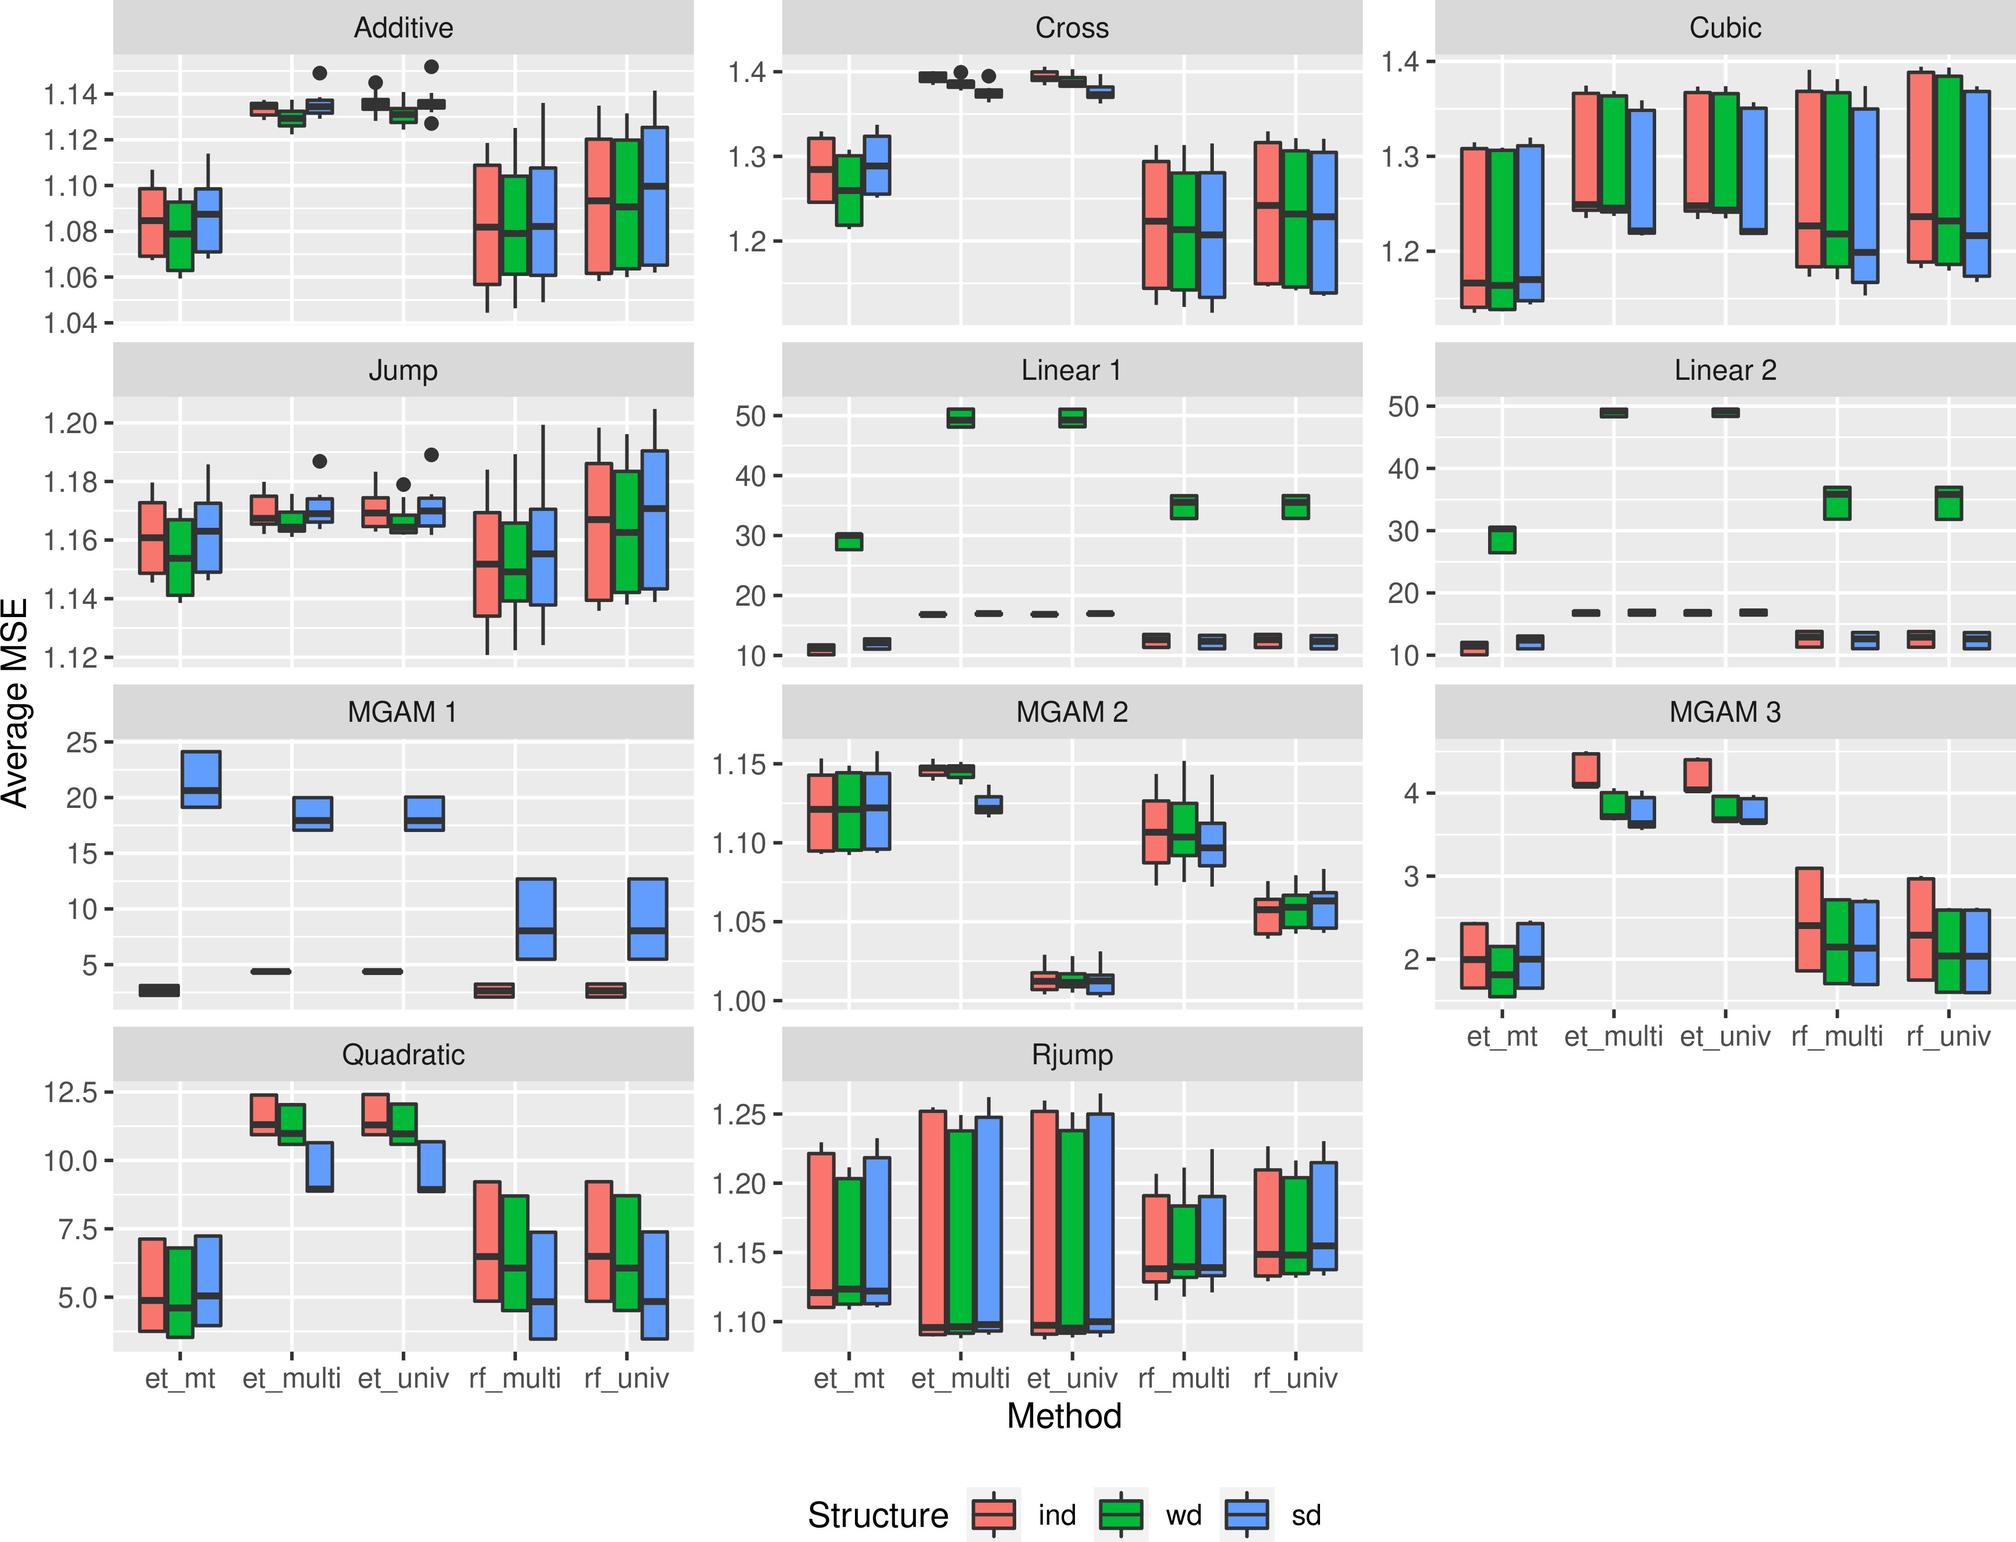 Additive
Cross
Cubic
1.14
1.12
1.10
1.08
1.06
1.04
1.4
1.3
1.2
1.4
1.3
1.2
Jump
Linear 1
Linear 2
1.20
1.18
1.16
1.14
1.12
50
40
30
20
10
50
40
30
20
10
Average MSE
MGAM 1
MGAM 2
MGAM 3
25
20
15
10
5
1.15
1.10
1.05
1.00
4
3
2
et_mt et_multi et_univ rf_multi rf_univ
Quadratic
Rjump
12.5
10.0
7.5
5.0
1.25
1.20
1.15
1.10
et_mt et_multi et_univ rf_multi rf_univ
et_mt et_multi et_univ rf_multi rf_univ
Method
Structure ind wd sd